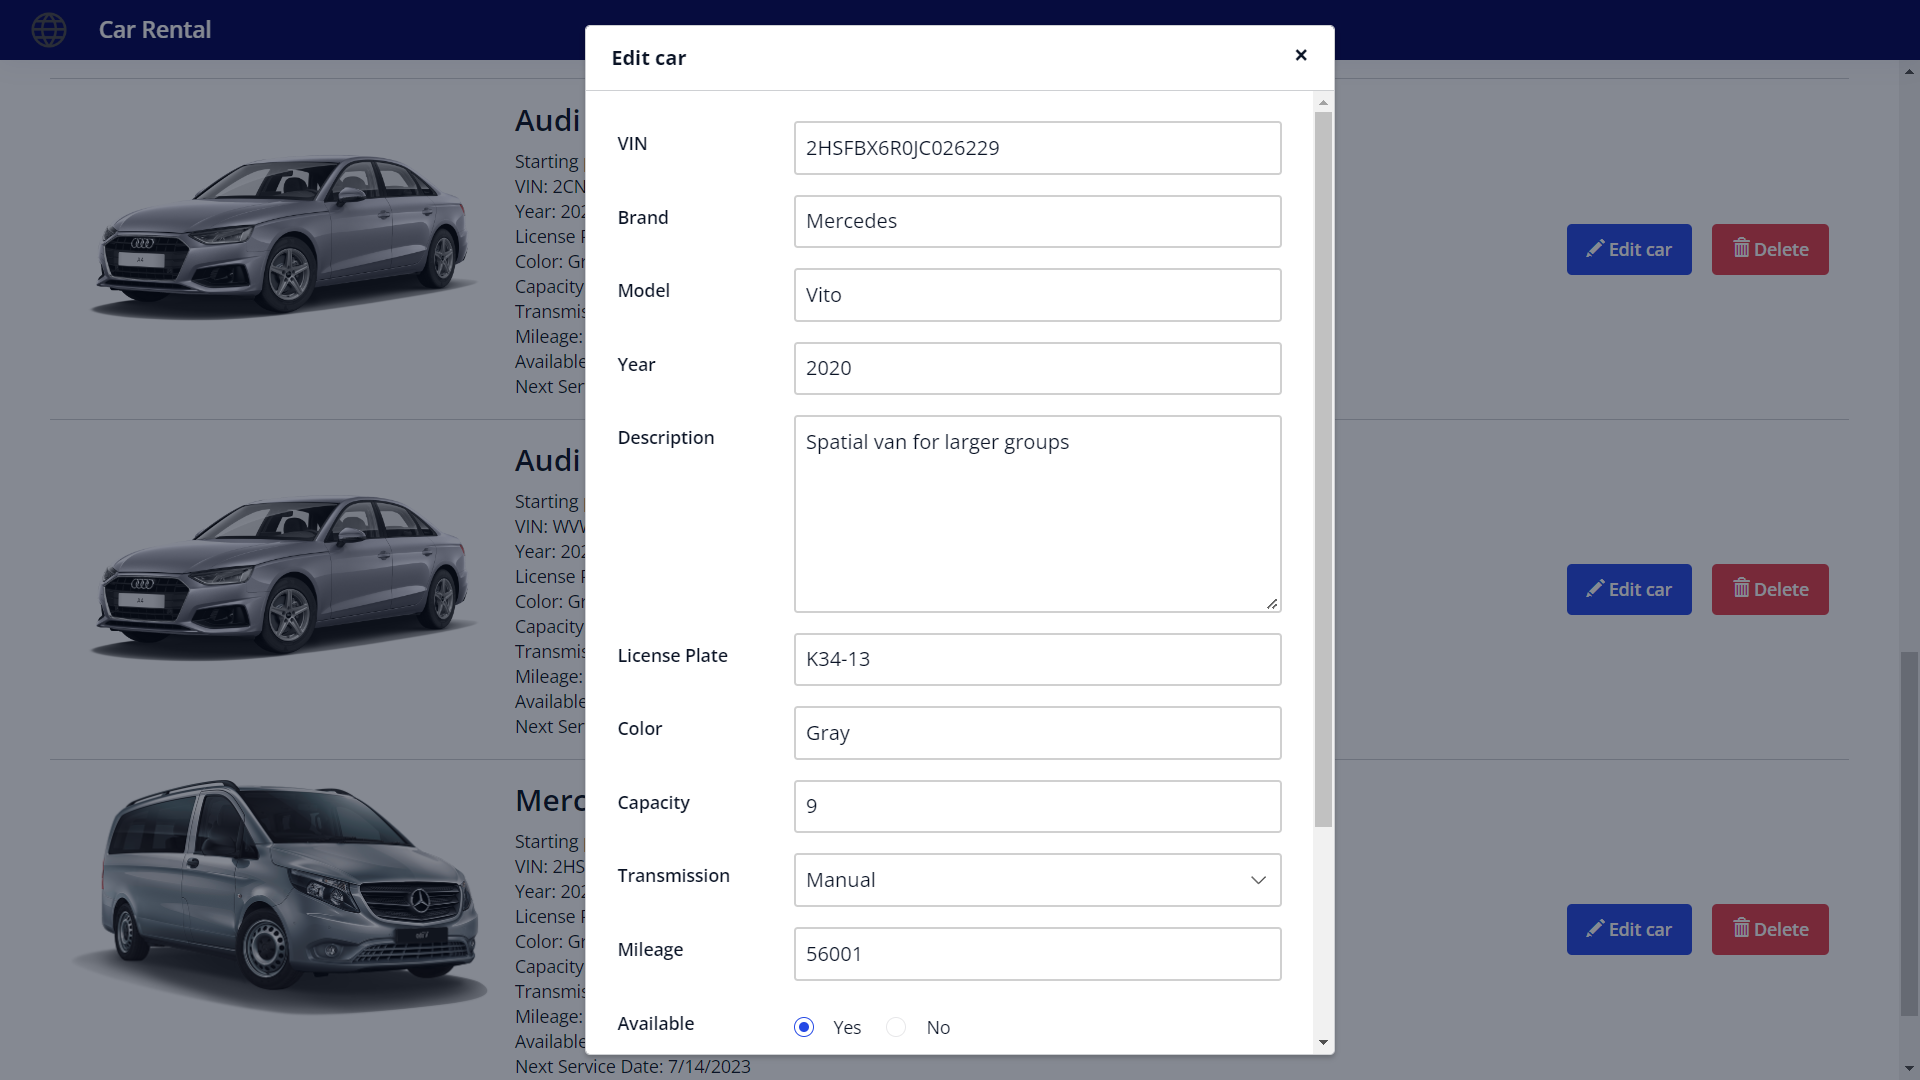 Car Rental
Edit car
×
VIN
2HSFBX6R0JC026229
Brand
Mercedes
Model
Vito
Year
2020
Description
Spatial van for larger groups
License Plate
K34-13
Color
Gray
Capacity
9
Transmission
Manual
Mileage
56001
Available
Yes
No
Audi
Starting
VIN: 2CN
Year: 202
License
Color: Gr
Capacity
Transmis
Mileage:
Available
Next Ser
Edit car
Delete
Audi
Starting
VIN: WVW
Year: 202
License
Color: Gr
Capacity
Transmis
Mileage:
Available
Next Ser
Edit car
Delete
Merc
Starting
VIN: 2HS
Year: 202
License
Color: Gr
Capacity
Transmis
Mileage:
Available
Next Service Date: 7/14/2023
Edit car
Delete